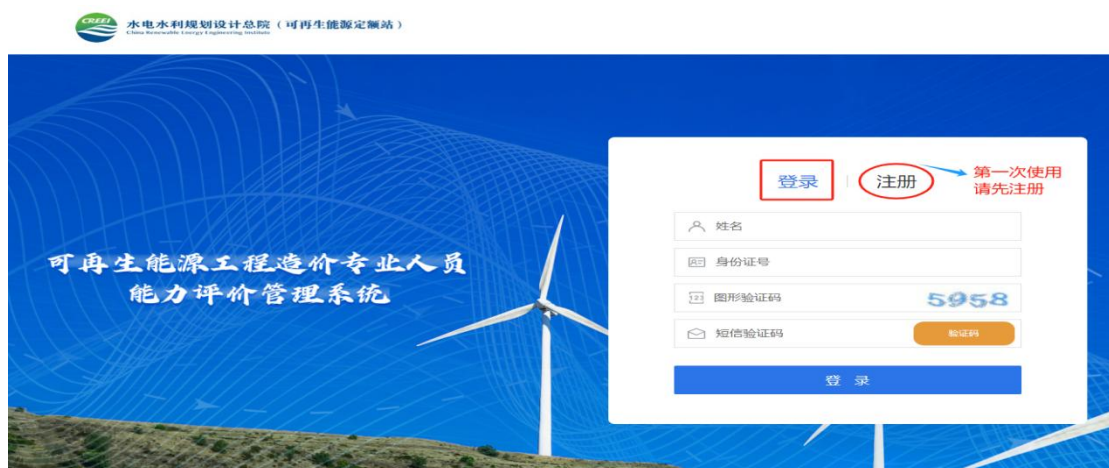 CREEI
水电水利规划设计总院（可再生能源定额站）
China Renewable Energy Engineering Institute
登录
注册
第一次使用
请先注册
姓名
身份证号
123 图形验证码 5958
短信验证码 验证码
登 录
可再生能源工程造价专业人员
能力评价管理系统